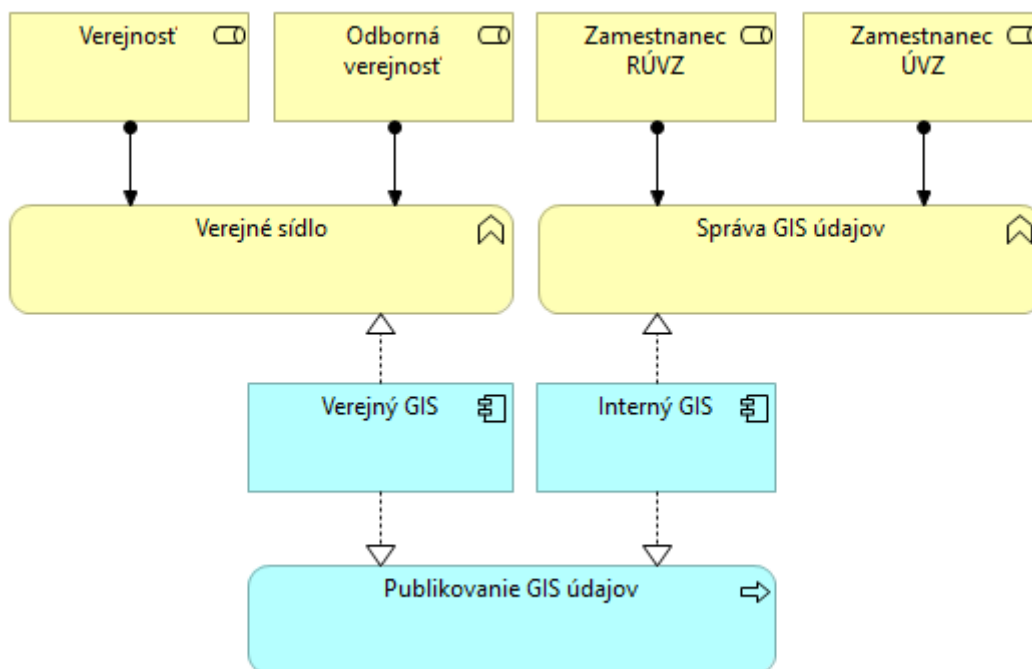 Verejnosť
Odborná
verejnosť
Zamestnanec
RÚVZ
Zamestnanec
ÚVZ
Verejné sídlo
Správa GIS údajov
Verejný GIS
Interný GIS
Publikovanie GIS údajov